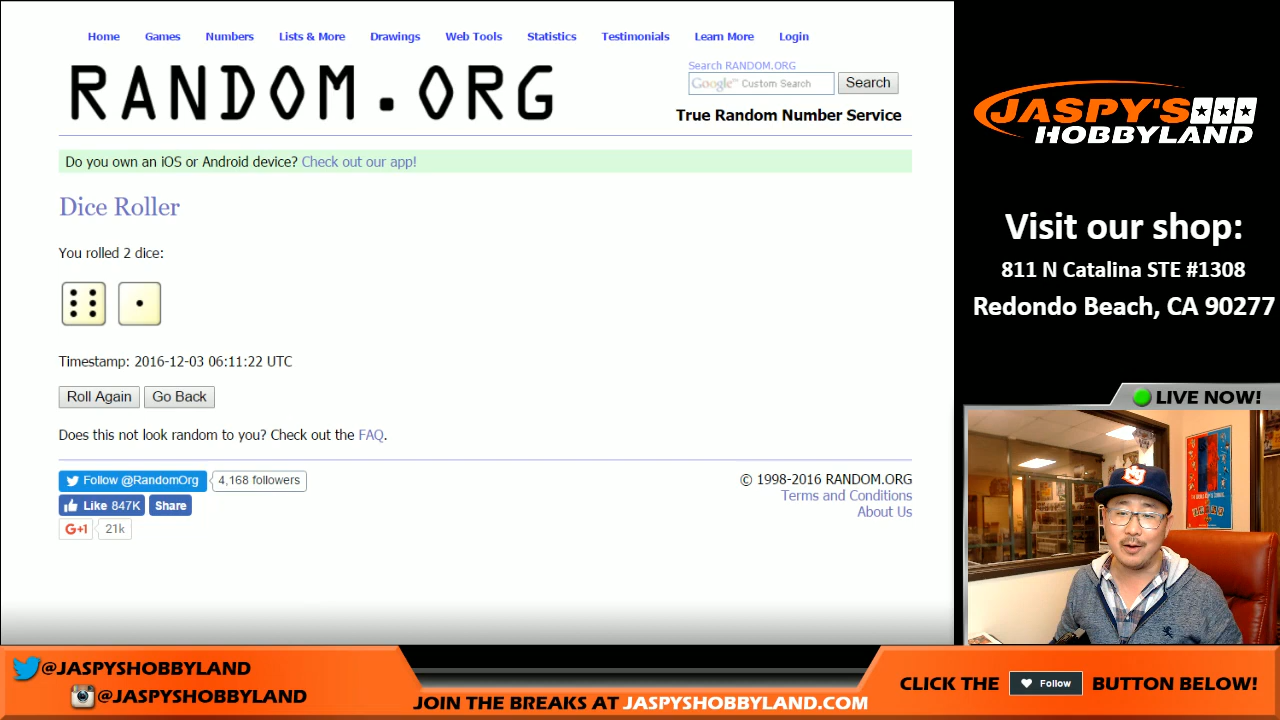 Home Games Numbers Lists & More Drawings Web Tools Statistics Testimonials Learn More Login
RANDOM.ORG
Search RANDOM.ORG
Google™ Custom Search
Search
True Random Number Service
Do you own an iOS or Android device? Check out our app!
Dice Roller
You rolled 2 dice:
Timestamp: 2016-12-03 06:11:22 UTC
Roll Again Go Back
Does this not look random to you? Check out the FAQ.
Follow @RandomOrg 4,168 followers
Like 847K Share
G+1 21k
© 1998-2016 RANDOM.ORG
Terms and Conditions
About Us
JASPY'S
HOBBYLAND
Visit our shop:
811 N Catalina STE #1308
Redondo Beach, CA 90277
LIVE NOW!
@JASPYSHOBBYLAND
@JASPYSHOBBYLAND
JOIN THE BREAKS AT JASPYSHOBBYLAND.COM
CLICK THE Follow BUTTON BELOW!